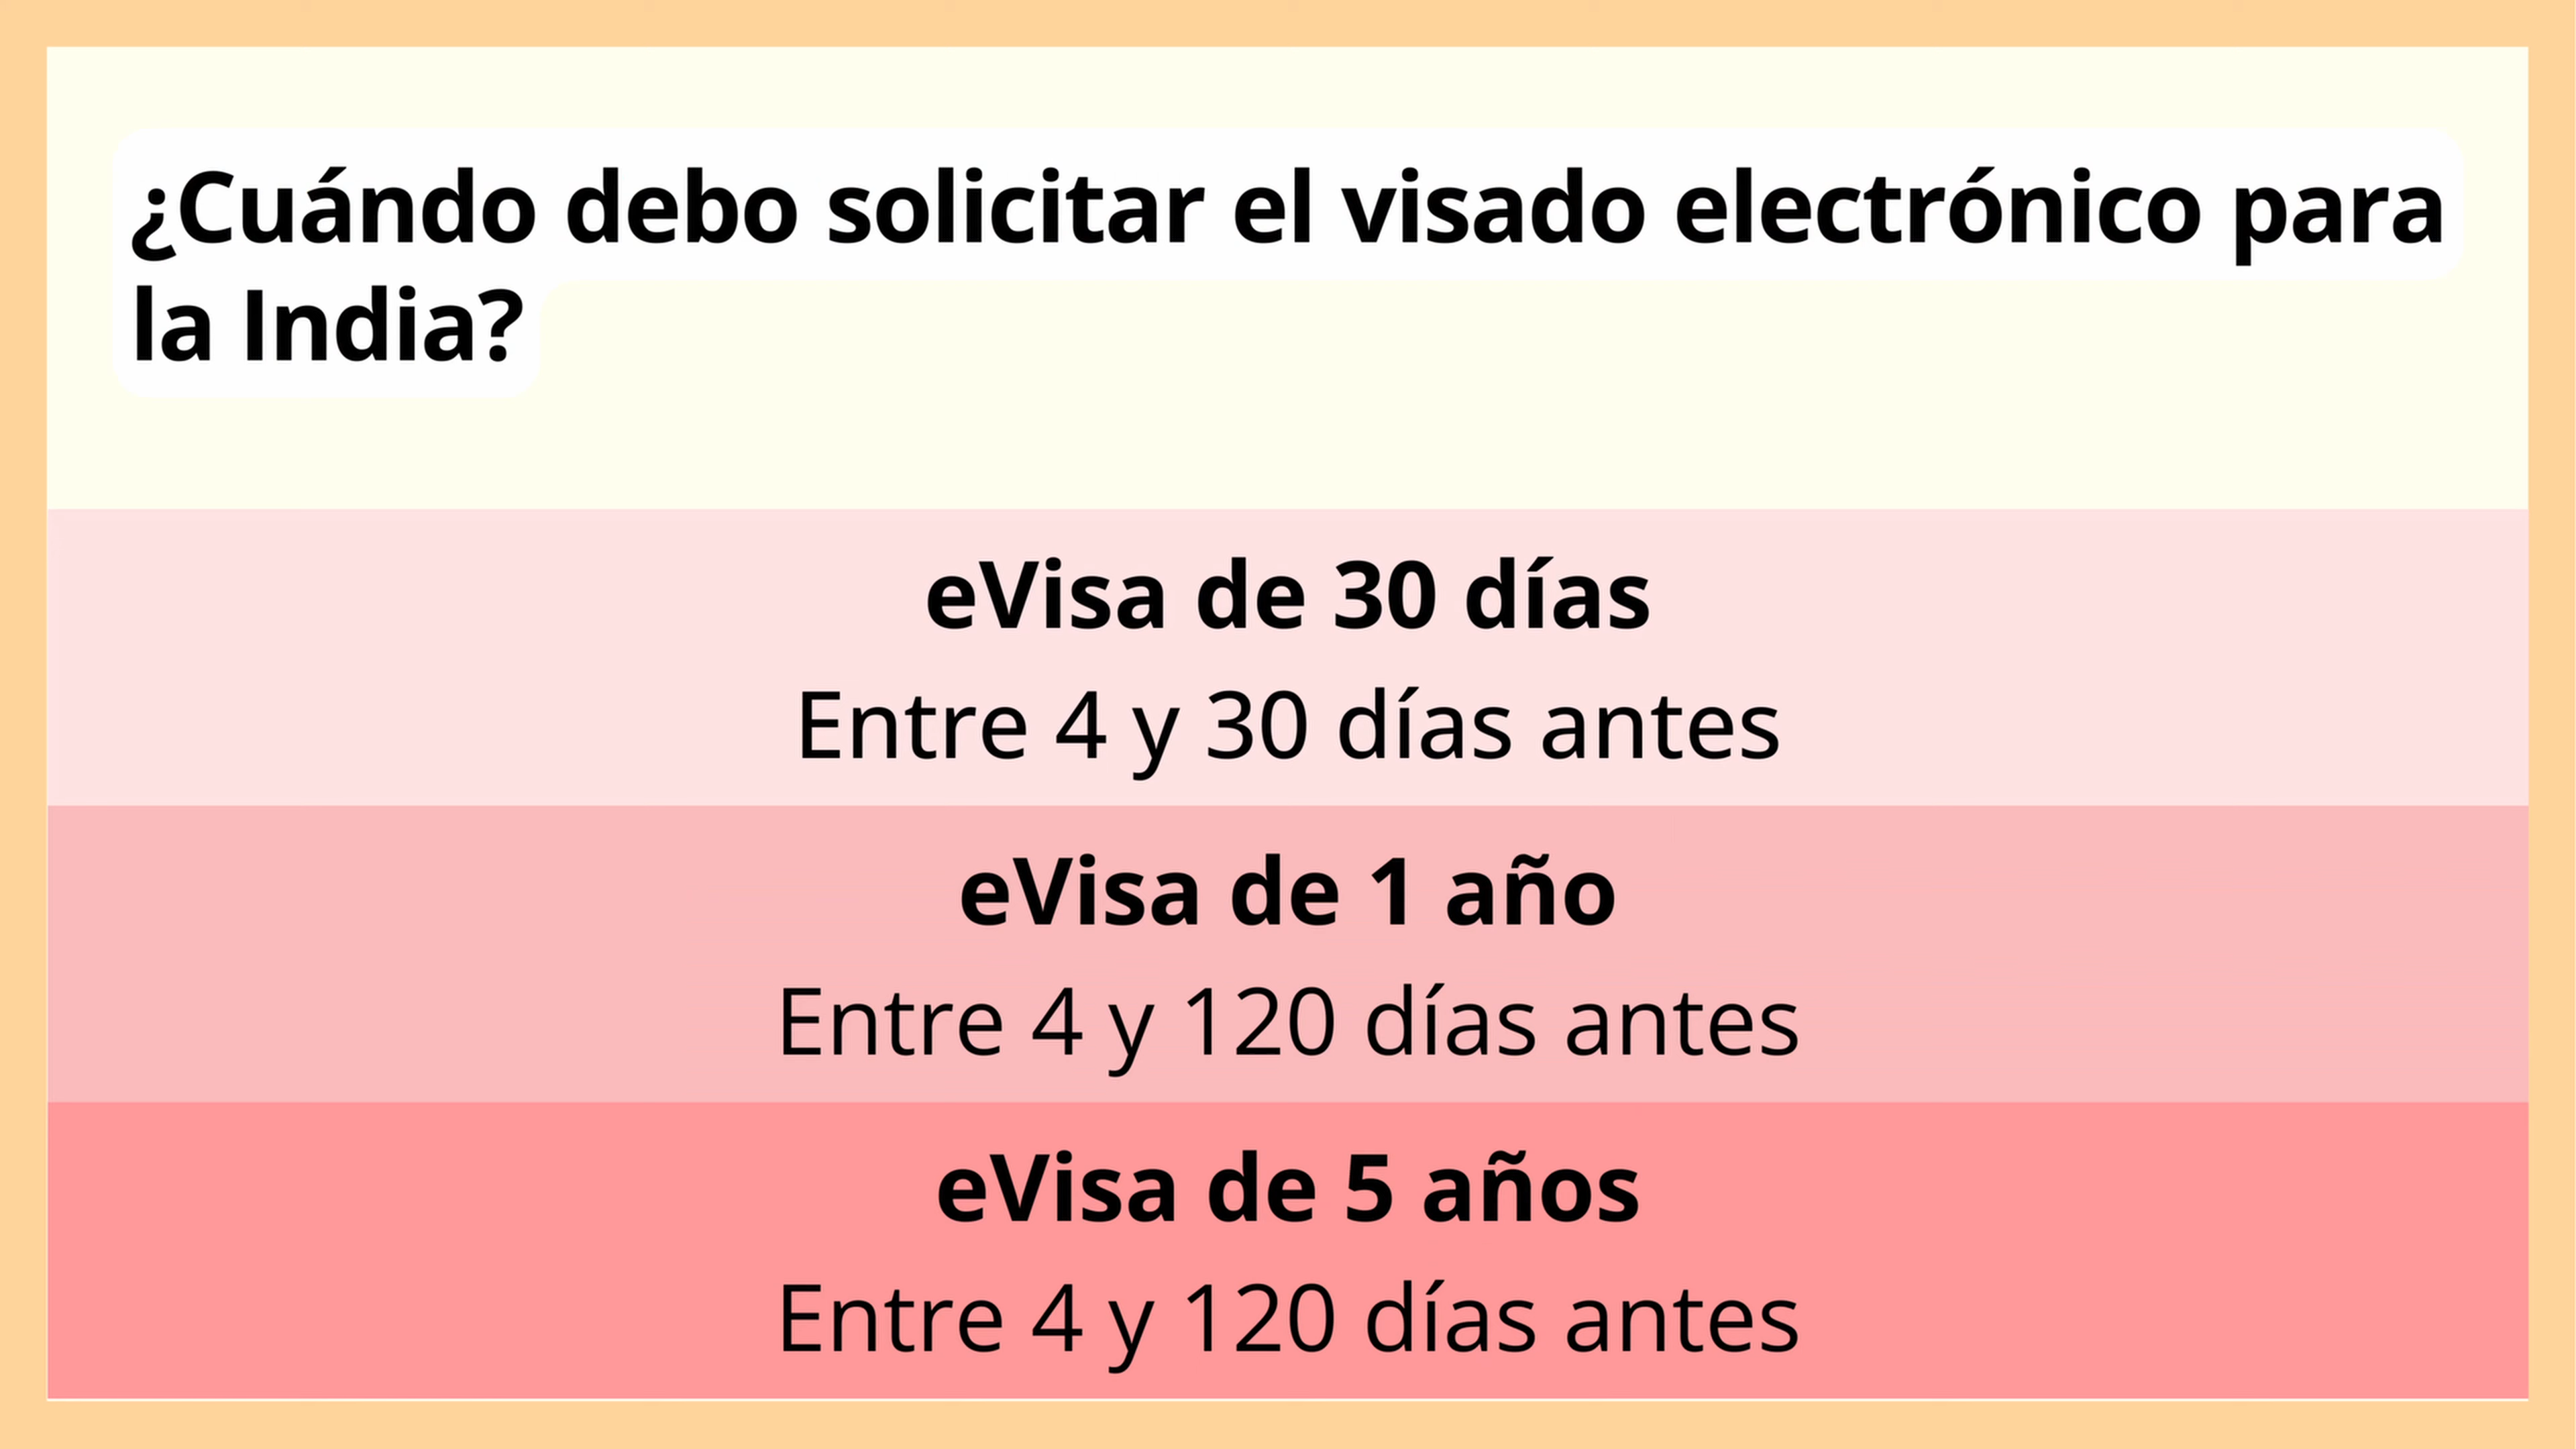 ¿Cuándo debo solicitar el visado electrónico para
la India?
eVisa de 30 días
Entre 4 y 30 días antes
eVisa de 1 año
Entre 4 y 120 días antes
eVisa de 5 años
Entre 4 y 120 días antes